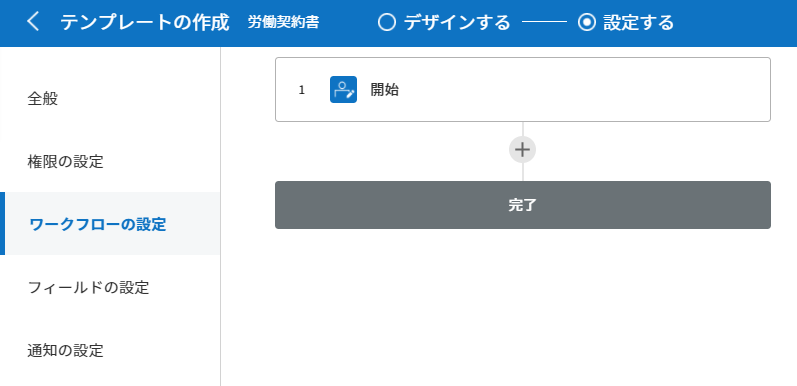 テンプレートの作成 労働契約書 デザインする 設定する
全般
権限の設定
ワークフローの設定
フィールドの設定
通知の設定
1 開始
完了